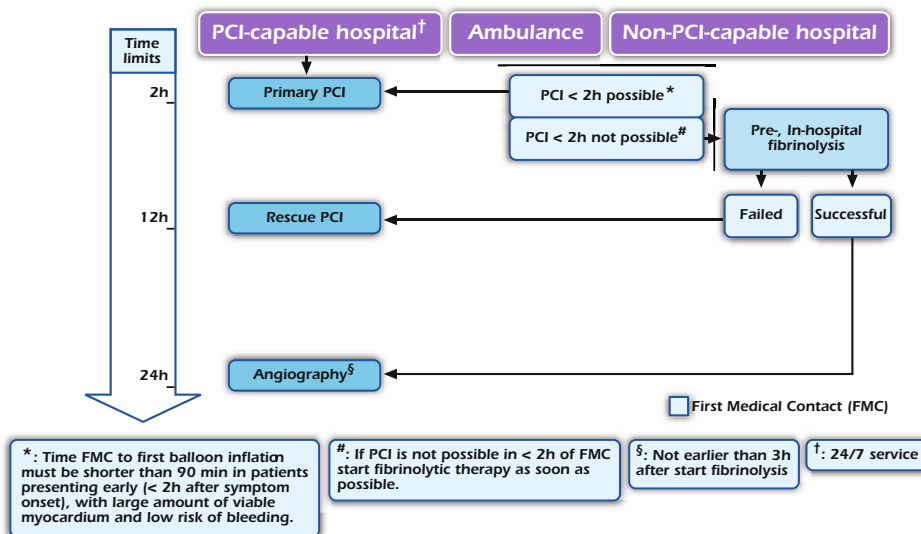 PCI-capable hospital†
Ambulance
Non-PCI-capable hospital
Time
limits
2h
Primary PCI
PCI < 2h possible*
PCI < 2h not possible#
Pre-, In-hospital
fibrinolysis
12h
Rescue PCI
Failed
Successful
24h
Angiography§
First Medical Contact (FMC)
*: Time FMC to first balloon inflation
must be shorter than 90 min in patients
presenting early (< 2h after symptom
onset), with large amount of viable
myocardium and low risk of bleeding.
#: If PCI is not possible in < 2h of FMC
start fibrinolytic therapy as soon as
possible.
§: Not earlier than 3h
after start fibrinolysis
†: 24/7 service